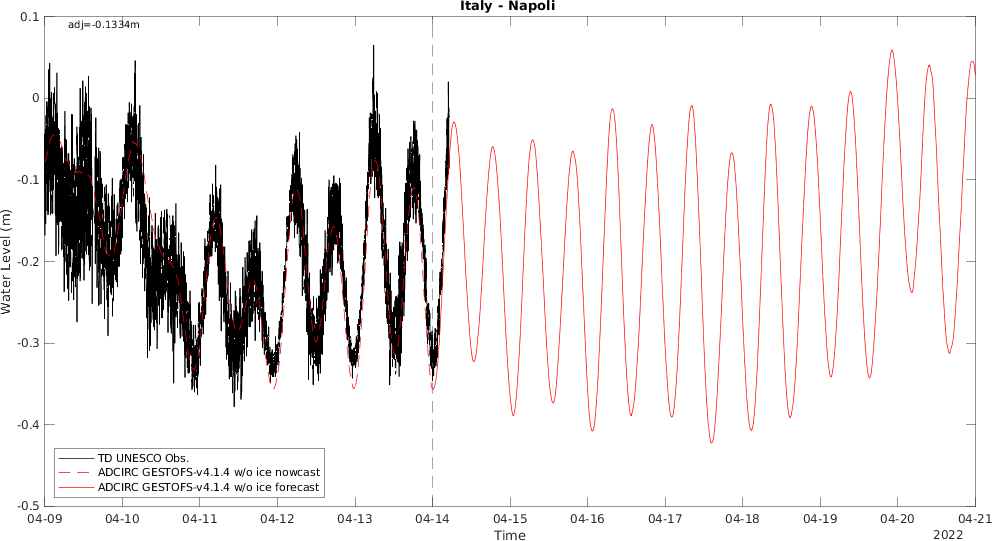 Italy - Napoli
adj=-0.1334m
0.1
0
-0.1
-0.2
-0.3
-0.4
-0.5
Water Level (m)
TD UNESCO Obs.
ADCIRC GESTOFS-v4.1.4 w/o ice nowcast
ADCIRC GESTOFS-v4.1.4 w/o ice forecast
04-09 04-10 04-11 04-12 04-13 04-14 04-15 04-16 04-17 04-18 04-19 04-20 04-21
Time
2022